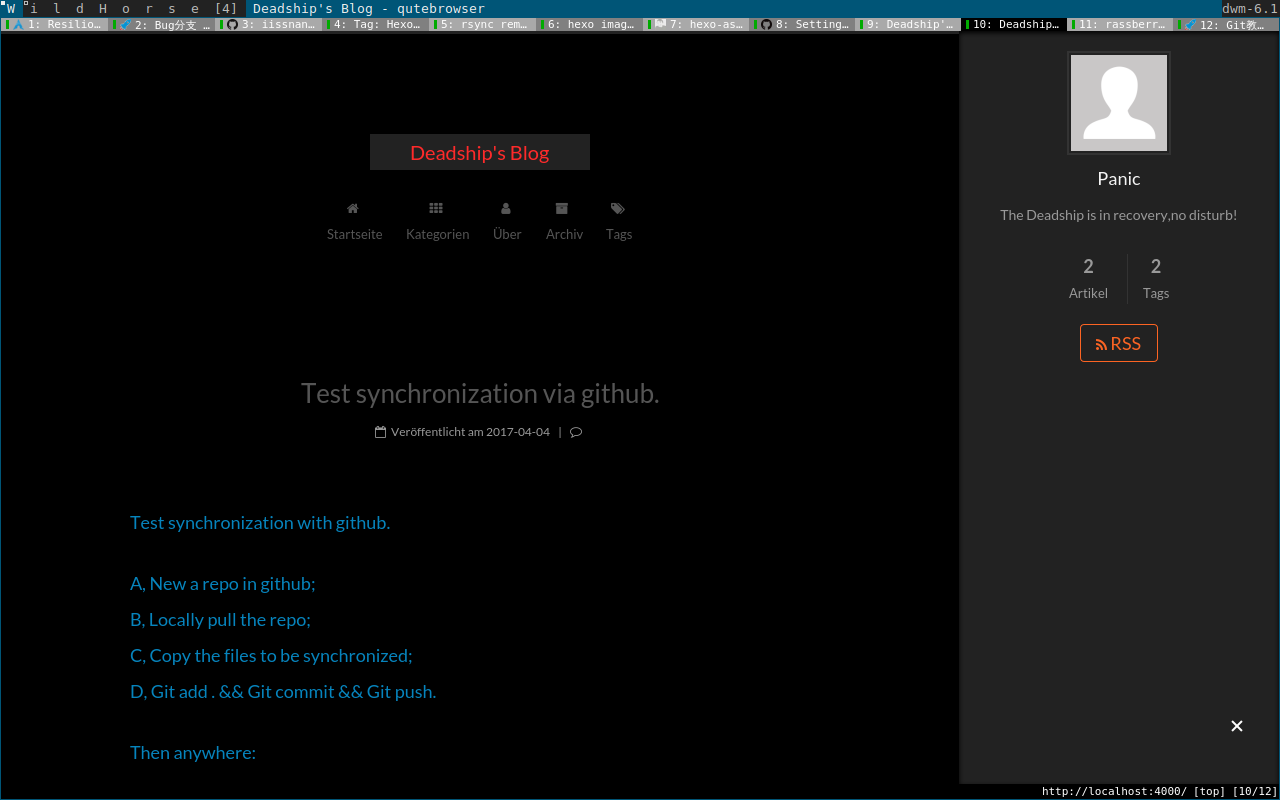 W i l d H o r s e [4] Deadship's Blog - qutebrowser dwm-6.1
1: Resilio… 2: Bug分支 … 3: iissnan… 4: Tag: Hexo… 5: rsync rem… 6: hexo imag… 7: hexo-as… 8: Setting… 9: Deadship'… 10: Deadship… 11: rassberr… 12: Git教…
Deadship's Blog
Startseite Kategorien Über Archiv Tags
Test synchronization via github.
Veröffentlicht am 2017-04-04 |
Test synchronization with github.
A, New a repo in github;
B, Locally pull the repo;
C, Copy the files to be synchronized;
D, Git add . && Git commit && Git push.
Then anywhere:
Panic
The Deadship is in recovery,no disturb!
2 2
Artikel Tags
RSS
http://localhost:4000/ [top] [10/12]